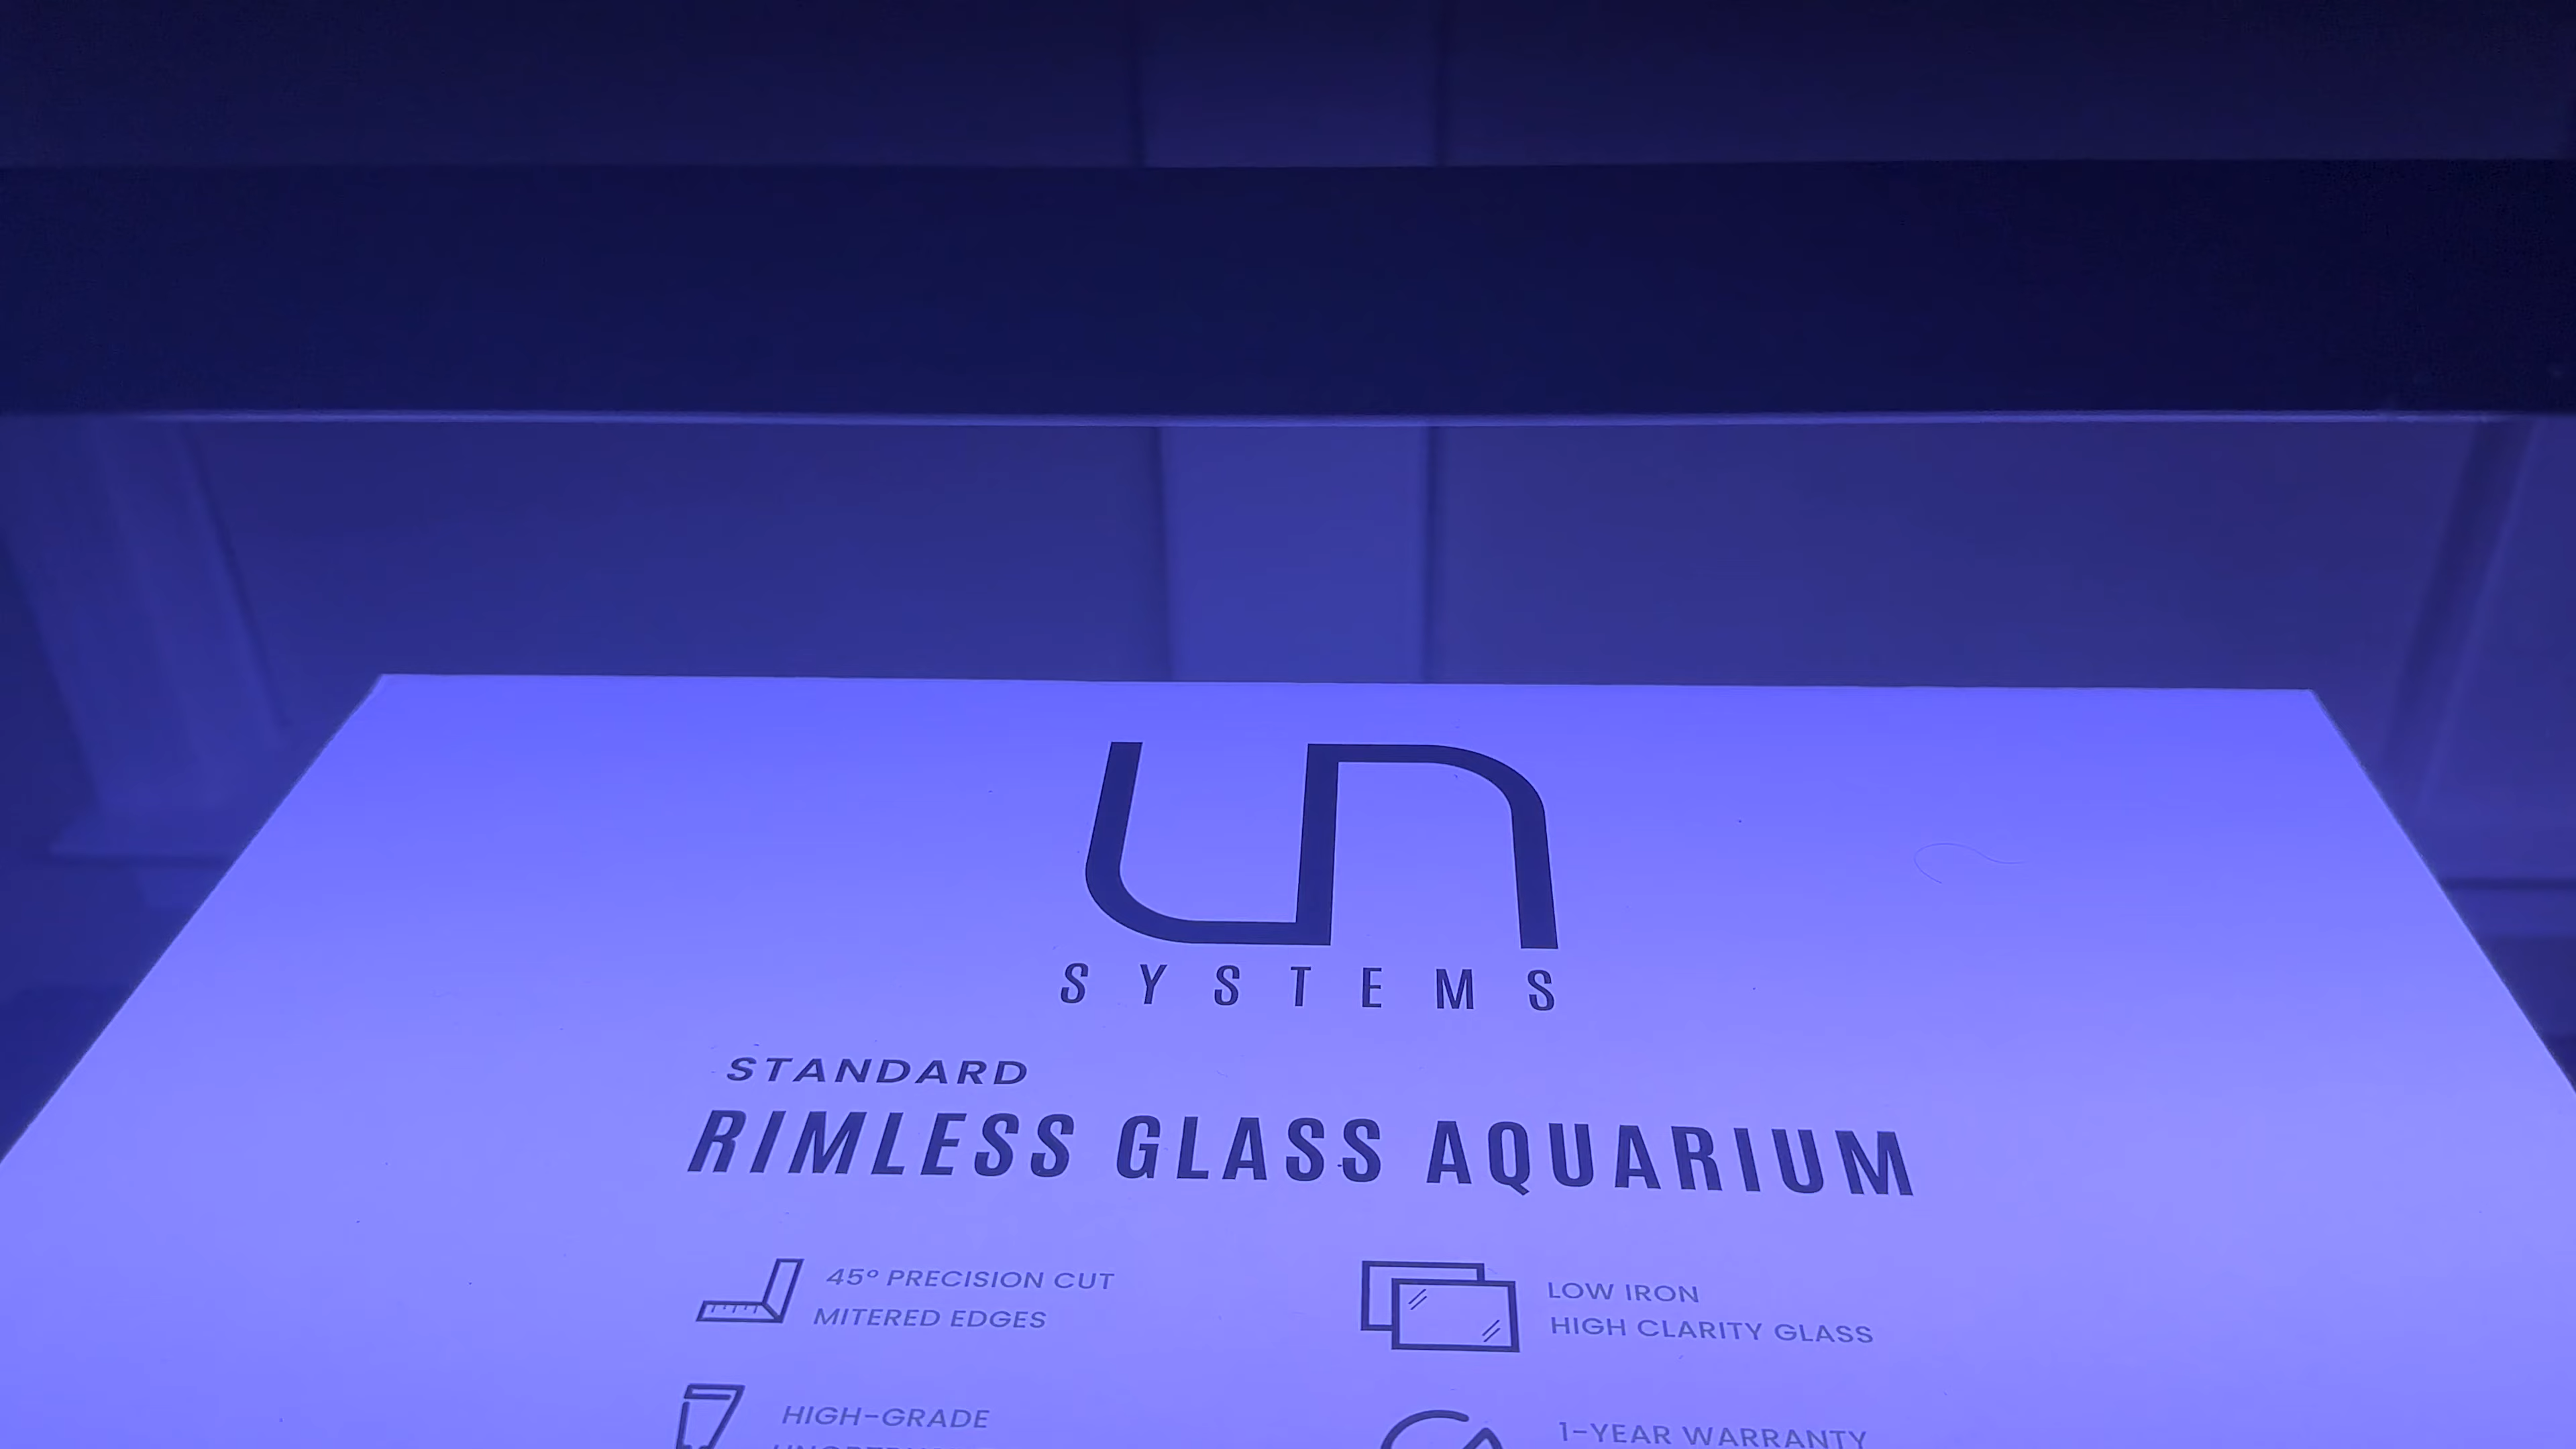 un
SYSTEMS
STANDARD
RIMLESS GLASS AQUARIUM
45° PRECISION CUT
MITERED EDGES
LOW IRON
HIGH CLARITY GLASS
HIGH-GRADE
1-YEAR WARRANTY